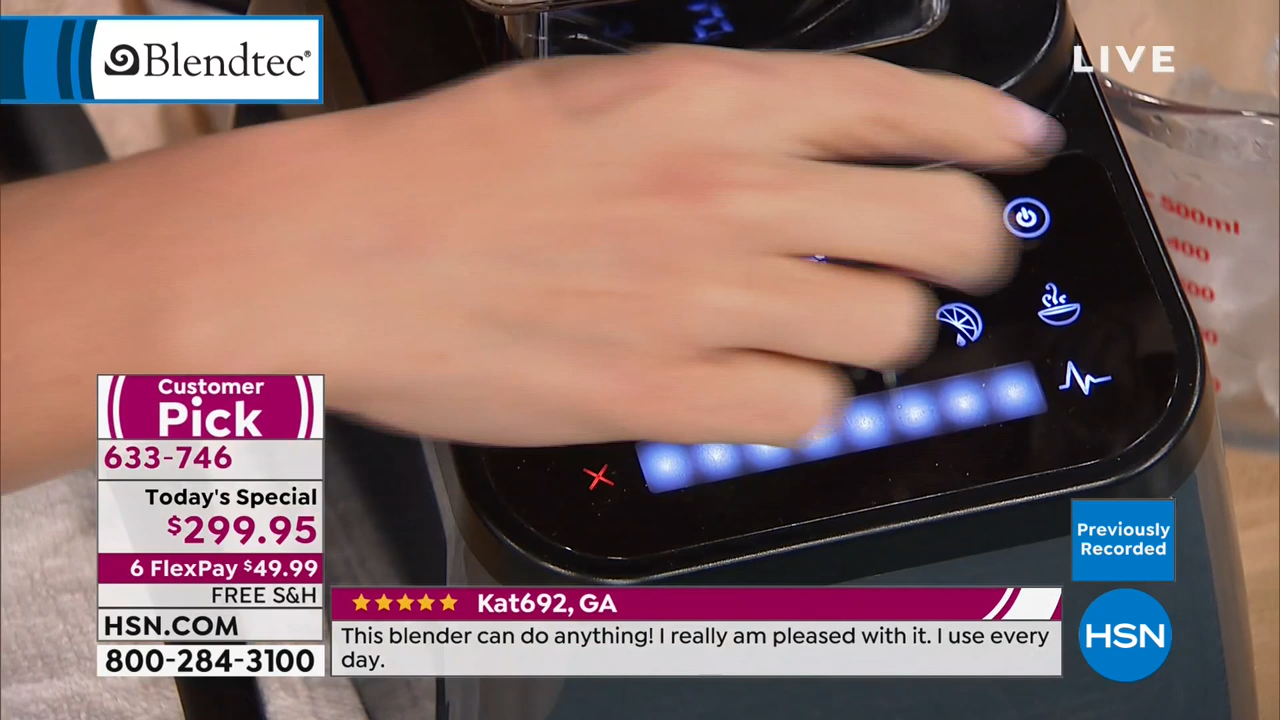 Blendtec®
LIVE
500ml
400
Customer
Pick
633-746
Today's Special
$299.95
6 FlexPay $49.99
FREE S&H
HSN.COM
800-284-3100
Previously
Recorded
Kat692, GA
This blender can do anything! I really am pleased with it. I use every
day.
HSN